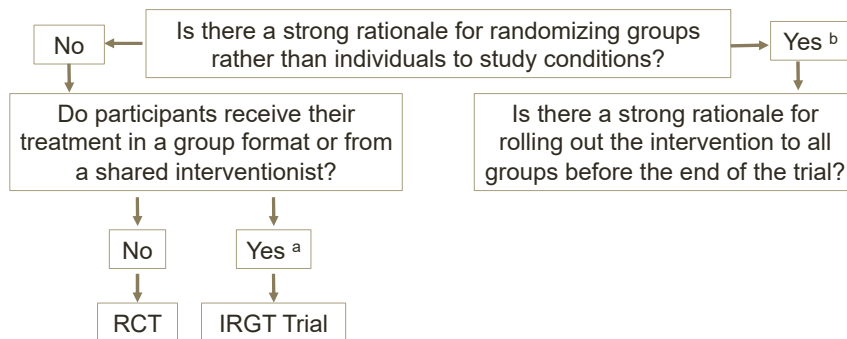 Is there a strong rationale for randomizing groups
rather than individuals to study conditions?
No
Yes b
Do participants receive their
treatment in a group format or from
a shared interventionist?
Is there a strong rationale for
rolling out the intervention to all
groups before the end of the trial?
No
Yes a
RCT
IRGT Trial